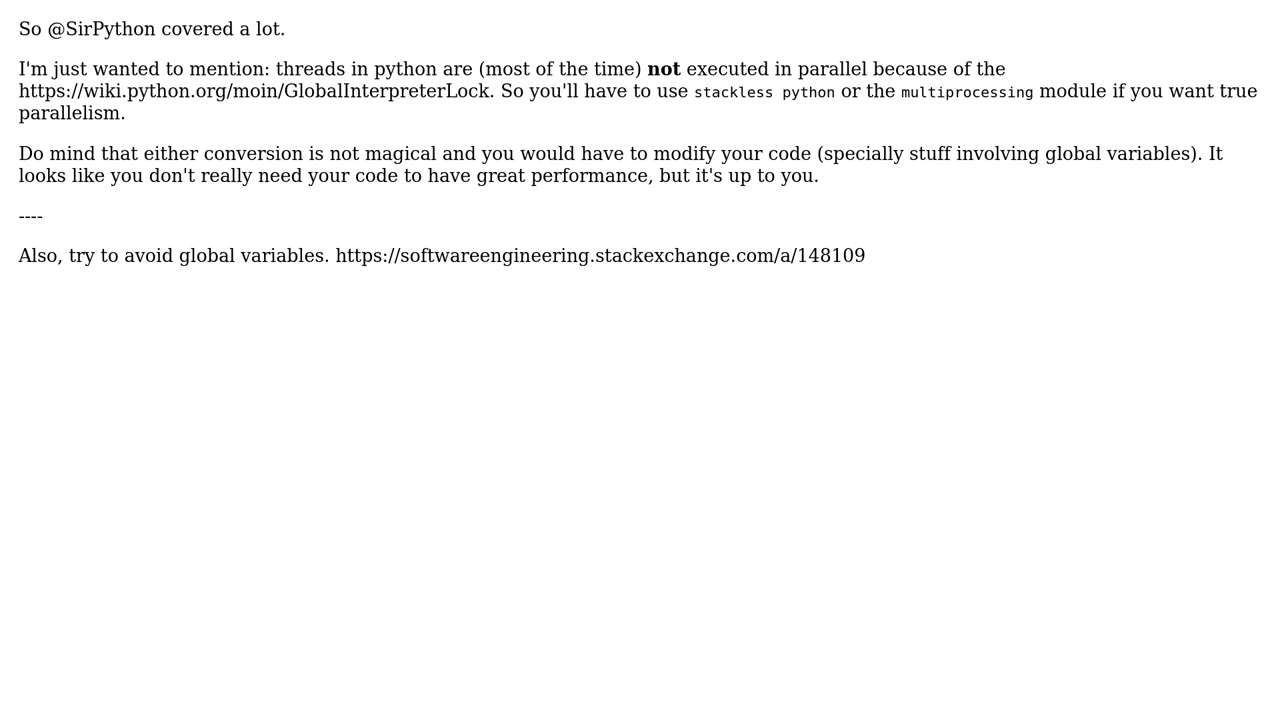 So @SirPython covered a lot.
I'm just wanted to mention: threads in python are (most of the time) not executed in parallel because of the
https://wiki.python.org/moin/GlobalInterpreterLock. So you'll have to use stackless python or the multiprocessing module if you want true
parallelism.
Do mind that either conversion is not magical and you would have to modify your code (specially stuff involving global variables). It
looks like you don't really need your code to have great performance, but it's up to you.
----
Also, try to avoid global variables. https://softwareengineering.stackexchange.com/a/148109